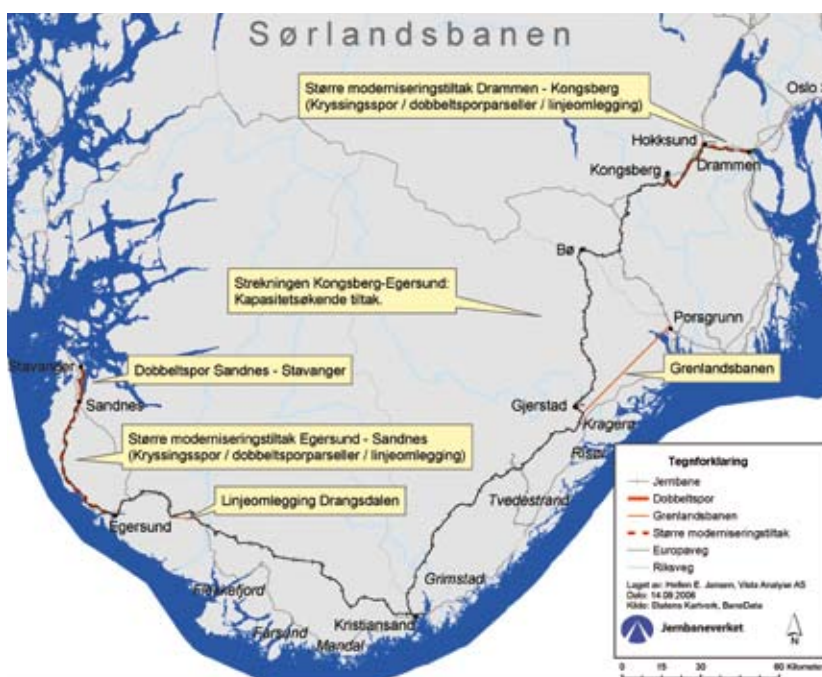 Sørlandsbanen
Større moderniseringstiltak Drammen - Kongsberg
(Kryssingsspor / dobbeltsporparseller / linjeomlegging)
Oslo S
Hokksund
Drammen
Kongsberg
Bø
Strekningen Kongsberg-Egersund:
Kapasitetsøkende tiltak.
Porsgrunn
Stavanger
Dobbeltspor Sandnes - Stavanger
Grenlandsbanen
Sandnes
Gjerstad
Kragerø
Større moderniseringstiltak Egersund - Sandnes
(Kryssingsspor / dobbeltsporparseller / linjeomlegging)
Risør
Linjeomlegging Drangsdalen
Tvedestrand
Egersund
Grimstad
Flekkefjord
Kristiansand
Farsund
Mandal
Tegnforklaring
Jernbane
Dobbeltspor
Grenlandsbanen
Større moderniseringstiltak
Europaveg
Riksveg
Laget av: Hellen E. Jansen, Vista Analyse AS
Dato: 14.09.2006
Kilde: Statens Kartverk, BaneData
Jernbaneverket
N
0 15 30 60 Kilometer